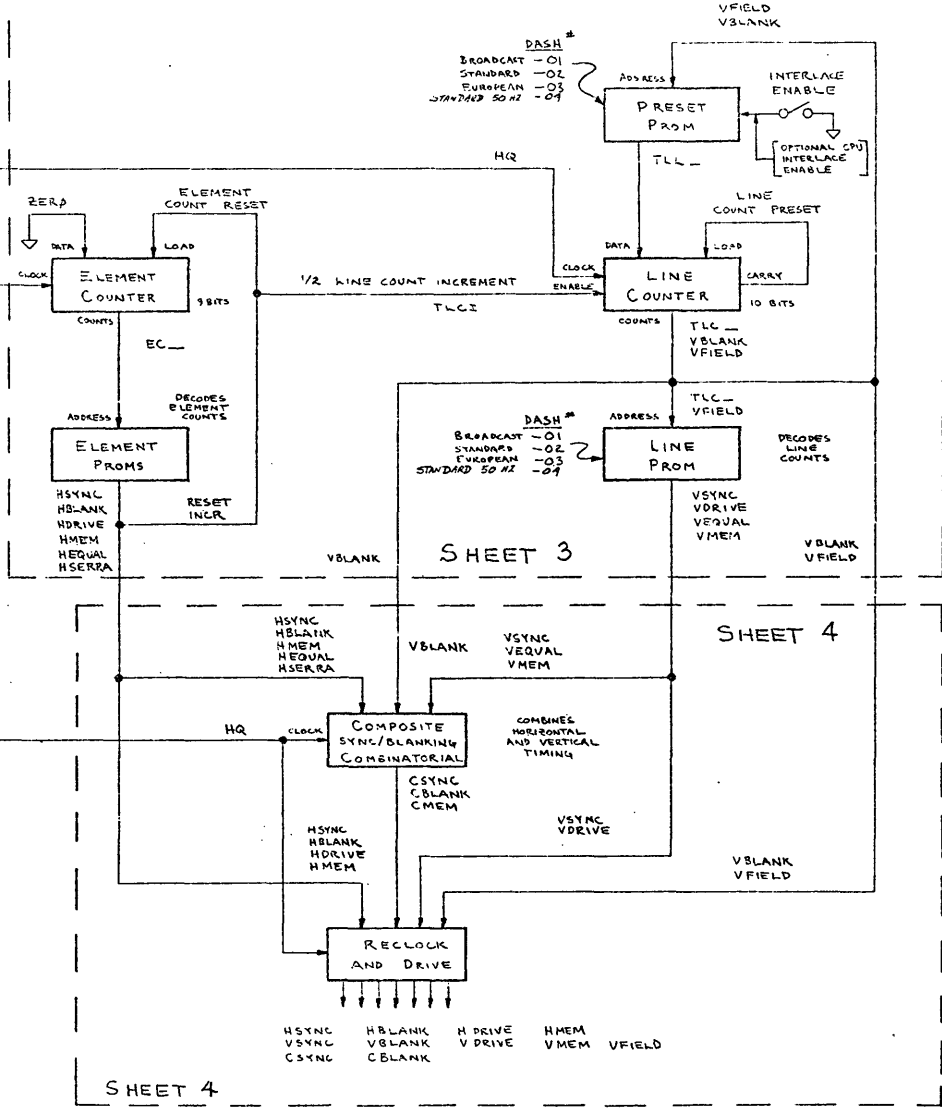 VFIELD
VBLANK
DASH #
BROADCAST -01
STANDARD -02
EUROPEAN -03
STANDARD 50 HZ -04
ADDRESS
PRESET
PROM
INTERLACE
ENABLE
OPTIONAL CPU
INTERLACE
ENABLE
HQ
TLL_
ZERØ
ELEMENT
COUNT RESET
LINE
COUNT PRESET
DATA
LOAD
CLOCK
ELEMENT
COUNTER
9 BITS
COUNTS
1/2 LINE COUNT INCREMENT
TLCI
DATA
LOAD
CLOCK
ENABLE
LINE
COUNTER
CARRY
10 BITS
COUNTS
EC_
TLC_
VBLANK
VFIELD
DECODES
ELEMENT
COUNTS
ADDRESS
ELEMENT
PROMS
TLC_
VFIELD
DASH #
BROADCAST -01
STANDARD -02
EUROPEAN -03
STANDARD 50 HZ -04
ADDRESS
LINE
PROM
DECODES
LINE
COUNTS
HSYNC
HBLANK
HDRIVE
HMEM
HEQUAL
HSERRA
RESET
INCR
VSYNC
VDRIVE
VEQUAL
VMEM
VBLANK
SHEET 3
VBLANK
VFIELD
HSYNC
HBLANK
HMEM
HEQUAL
HSERRA
VBLANK
VSYNC
VEQUAL
VMEM
SHEET 4
HQ
CLOCK
COMPOSITE
SYNC/BLANKING
COMBINATORIAL
COMBINES
HORIZONTAL
AND VERTICAL
TIMING
CSYNC
CBLANK
CMEM
HSYNC
HBLANK
HDRIVE
HMEM
VSYNC
VDRIVE
VBLANK
VFIELD
RECLOCK
AND DRIVE
HSYNC HBLANK H DRIVE HMEM
VSYNC VBLANK V DRIVE VMEM VFIELD
CSYNC CBLANK
SHEET 4